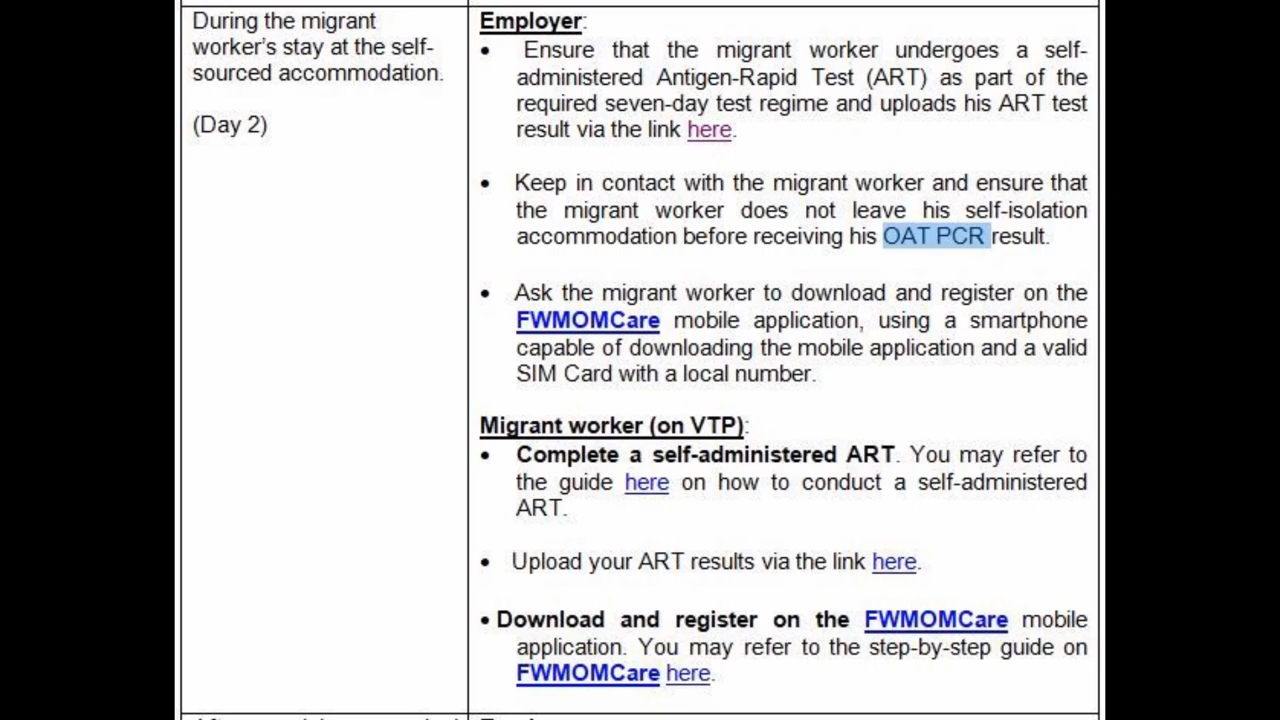 During the migrant
worker's stay at the self-
sourced accommodation.
(Day 2)
Employer:
• Ensure that the migrant worker undergoes a self-
administered Antigen-Rapid Test (ART) as part of the
required seven-day test regime and uploads his ART test
result via the link here.
• Keep in contact with the migrant worker and ensure that
the migrant worker does not leave his self-isolation
accommodation before receiving his OAT PCR result.
• Ask the migrant worker to download and register on the
FWMOMCare mobile application, using a smartphone
capable of downloading the mobile application and a valid
SIM Card with a local number.
Migrant worker (on VTP):
• Complete a self-administered ART. You may refer to
the guide here on how to conduct a self-administered
ART.
• Upload your ART results via the link here.
• Download and register on the FWMOMCare mobile
application. You may refer to the step-by-step guide on
FWMOMCare here.